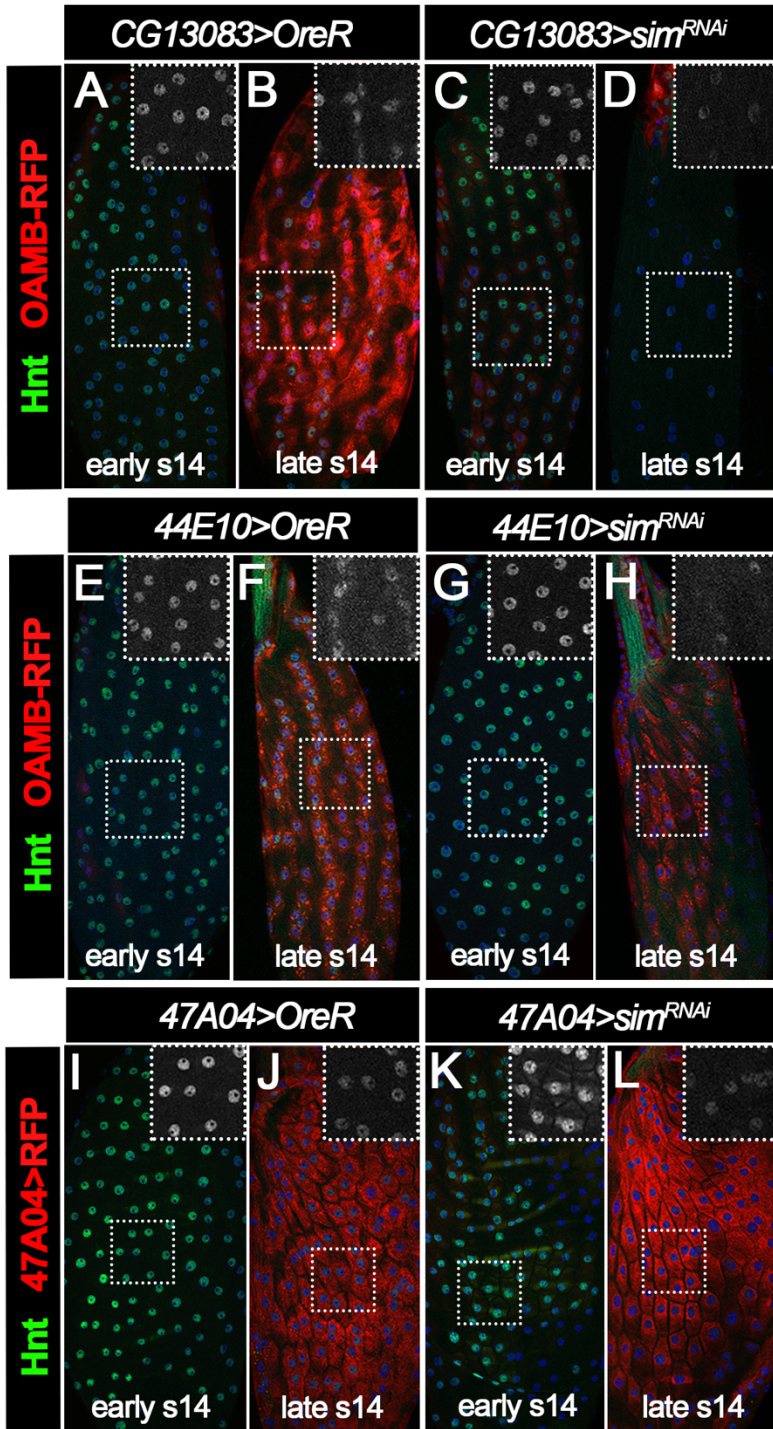 CG13083>OreR CG13083>sim^RNAi
Hnt OAMB-RFP
A B C D
early s14 late s14 early s14 late s14
44E10>OreR 44E10>sim^RNAi
Hnt OAMB-RFP
E F G H
early s14 late s14 early s14 late s14
47A04>OreR 47A04>sim^RNAi
Hnt 47A04>RFP
I J K L
early s14 late s14 early s14 late s14